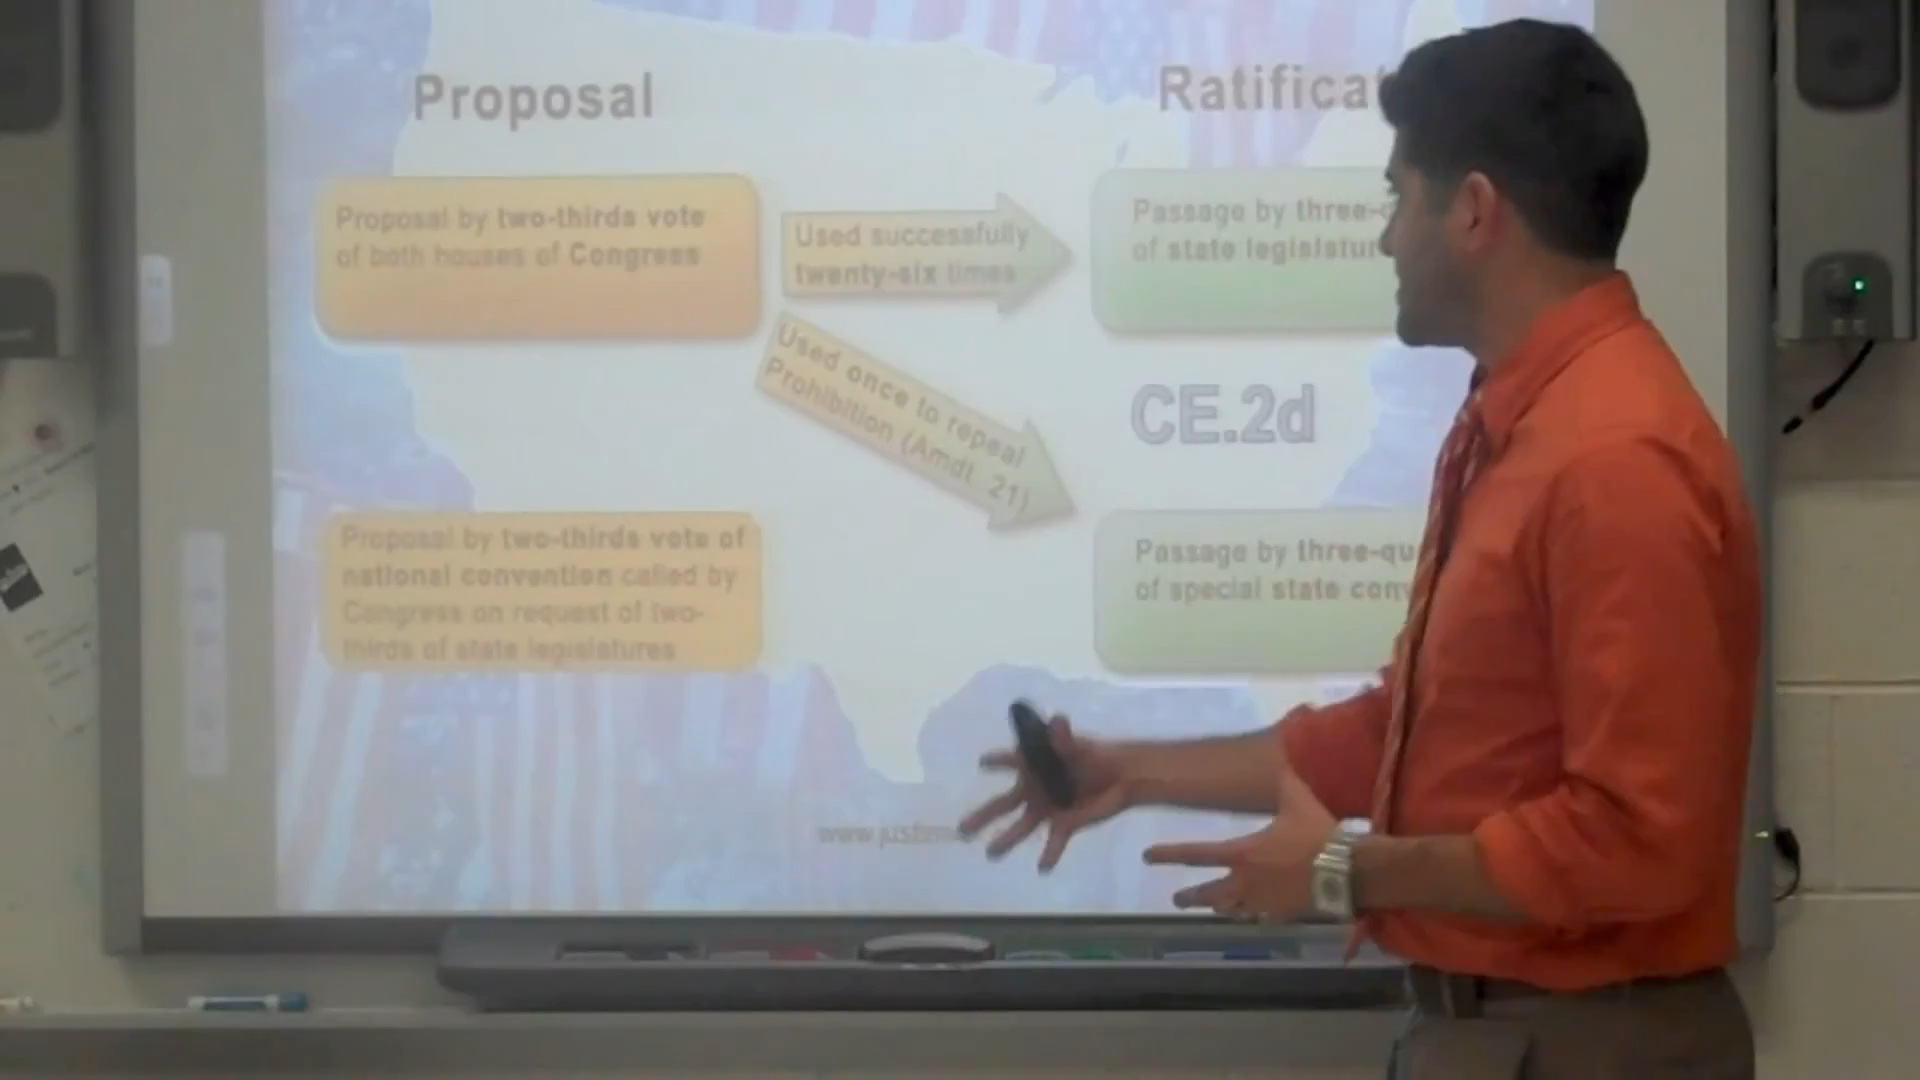 Proposal
Ratificat
Proposal by two-thirds vote
of both houses of Congress
Used successfully
twenty-six times
Passage by three-q
of state legislatur
Used once to repeal
Prohibition (Amdt. 21)
CE.2d
Proposal by two-thirds vote of
national convention called by
Congress on request of two-
thirds of state legislatures
Passage by three-qu
of special state conv
www.justin